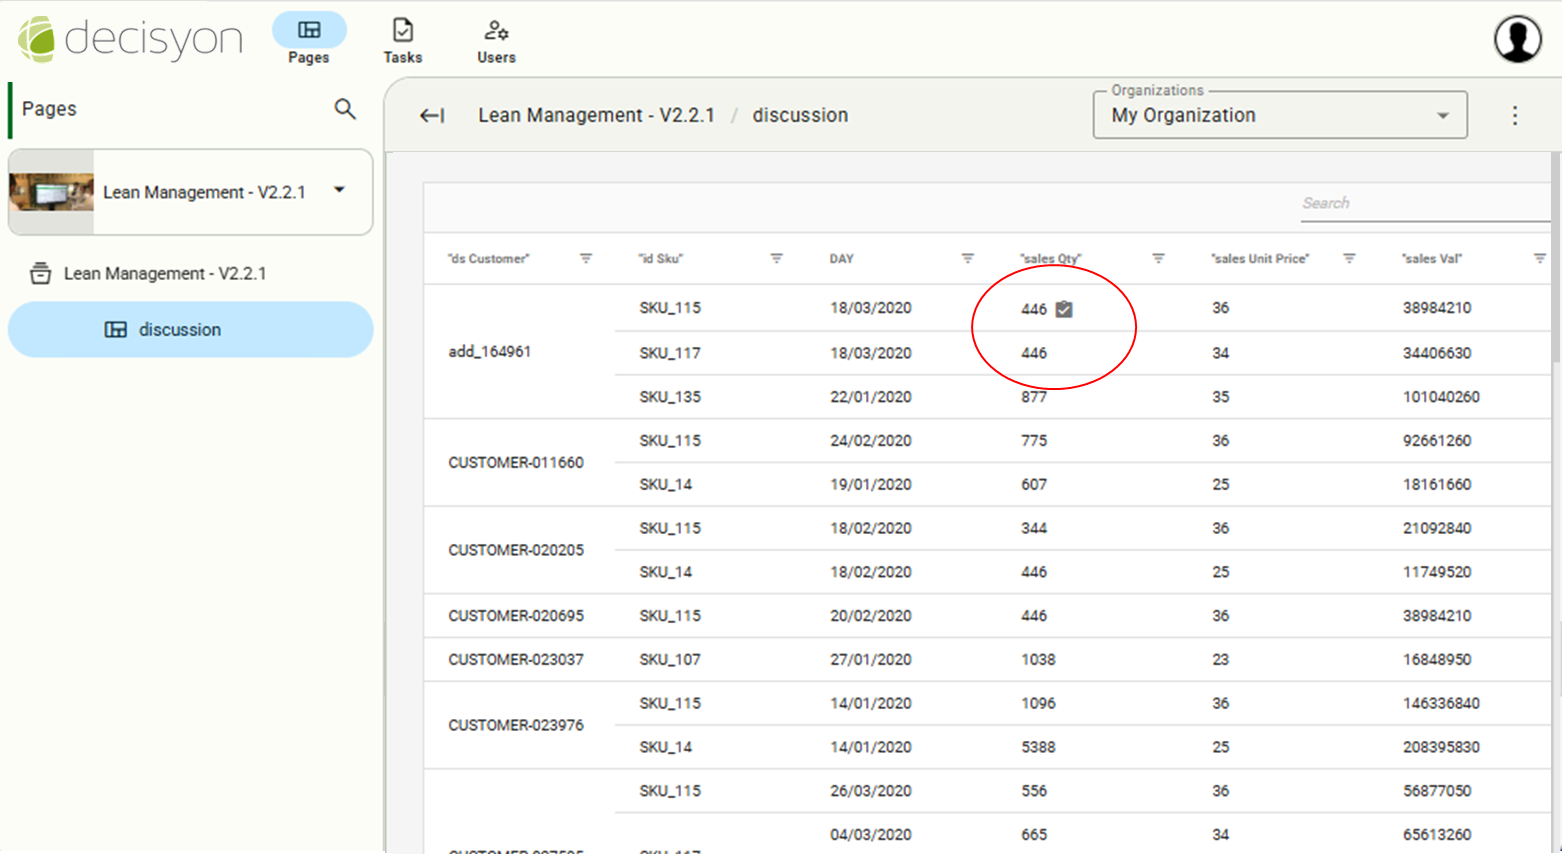 decisyon
Pages
Tasks
Users
Pages
Lean Management - V2.2.1
Lean Management - V2.2.1
discussion
Lean Management - V2.2.1 / discussion
Organizations
My Organization
Search
"ds Customer" "id Sku" DAY "sales Qty" "sales Unit Price" "sales Val"
add_164961
SKU_115 18/03/2020 446 36 38984210
SKU_117 18/03/2020 446 34 34406630
SKU_135 22/01/2020 877 35 101040260
CUSTOMER-011660
SKU_115 24/02/2020 775 36 92661260
SKU_14 19/01/2020 607 25 18161660
CUSTOMER-020205
SKU_115 18/02/2020 344 36 21092840
SKU_14 18/02/2020 446 25 11749520
CUSTOMER-020695 SKU_115 20/02/2020 446 36 38984210
CUSTOMER-023037 SKU_107 27/01/2020 1038 23 16848950
CUSTOMER-023976
SKU_115 14/01/2020 1096 36 146336840
SKU_14 14/01/2020 5388 25 208395830
SKU_115 26/03/2020 556 36 56877050
04/03/2020 665 34 65613260